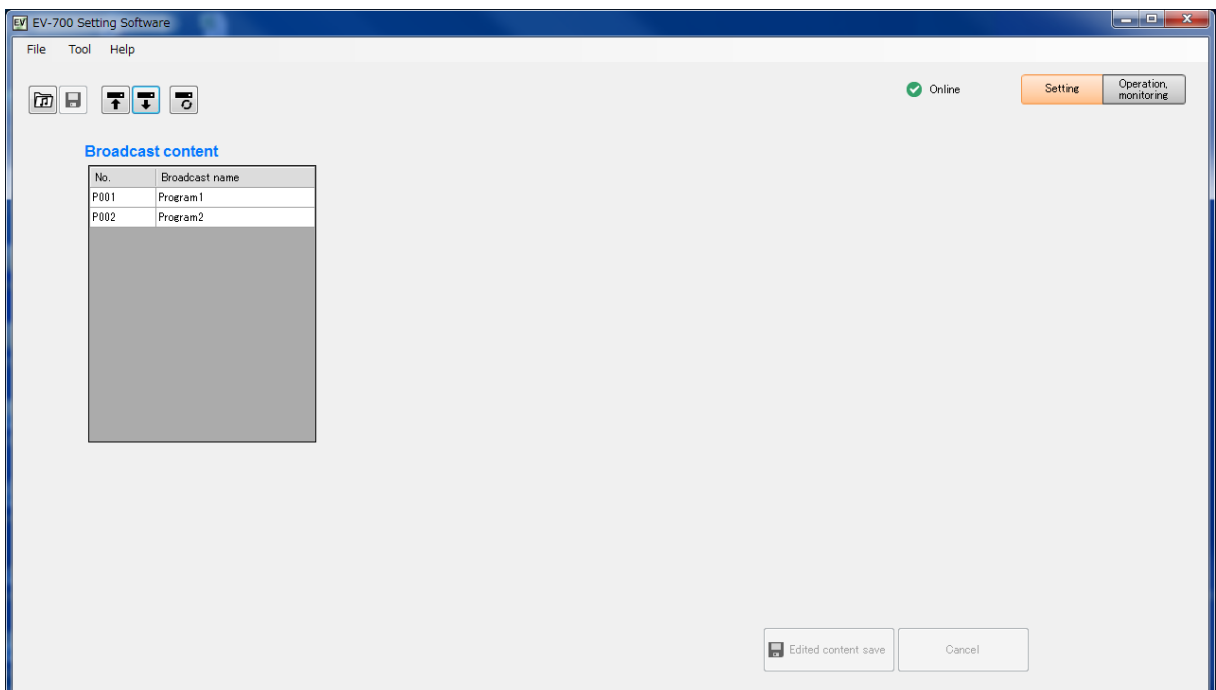 EV EV-700 Setting Software
File Tool Help
Online
Setting
Operation,
monitoring
Broadcast content
No. Broadcast name
P001 Program1
P002 Program2
Edited content save
Cancel